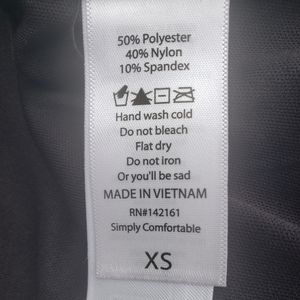 50% Polyester
40% Nylon
10% Spandex
Hand wash cold
Do not bleach
Flat dry
Do not iron
Or you'll be sad
MADE IN VIETNAM
RN#142161
Simply Comfortable
XS